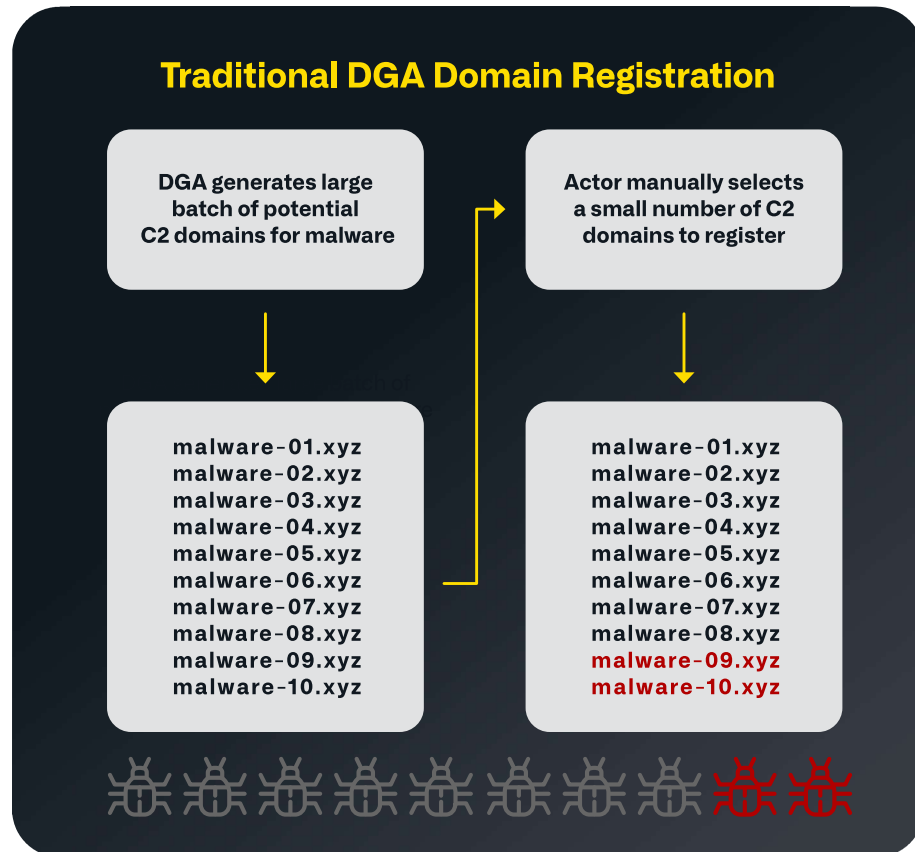 Traditional DGA Domain Registration
DGA generates large
batch of potential
C2 domains for malware
malware-01.xyz
malware-02.xyz
malware-03.xyz
malware-04.xyz
malware-05.xyz
malware-06.xyz
malware-07.xyz
malware-08.xyz
malware-09.xyz
malware-10.xyz
Actor manually selects
a small number of C2
domains to register
malware-01.xyz
malware-02.xyz
malware-03.xyz
malware-04.xyz
malware-05.xyz
malware-06.xyz
malware-07.xyz
malware-08.xyz
malware-09.xyz
malware-10.xyz